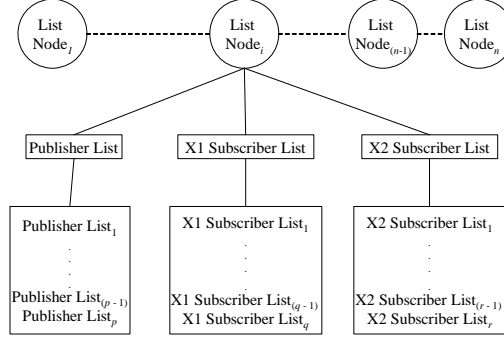 List List List List
Node₁ Nodeᵢ Node₍ₙ₋₁₎ Nodeₙ
Publisher List X1 Subscriber List X2 Subscriber List
Publisher List₁ X1 Subscriber List₁ X2 Subscriber List₁
. . .
. . .
. . .
. . .
Publisher List₍ₚ ₋ ₁₎ X1 Subscriber List_(q - 1) X2 Subscriber List₍ᵣ ₋ ₁₎
Publisher Listₚ X1 Subscriber List_q X2 Subscriber Listᵣ